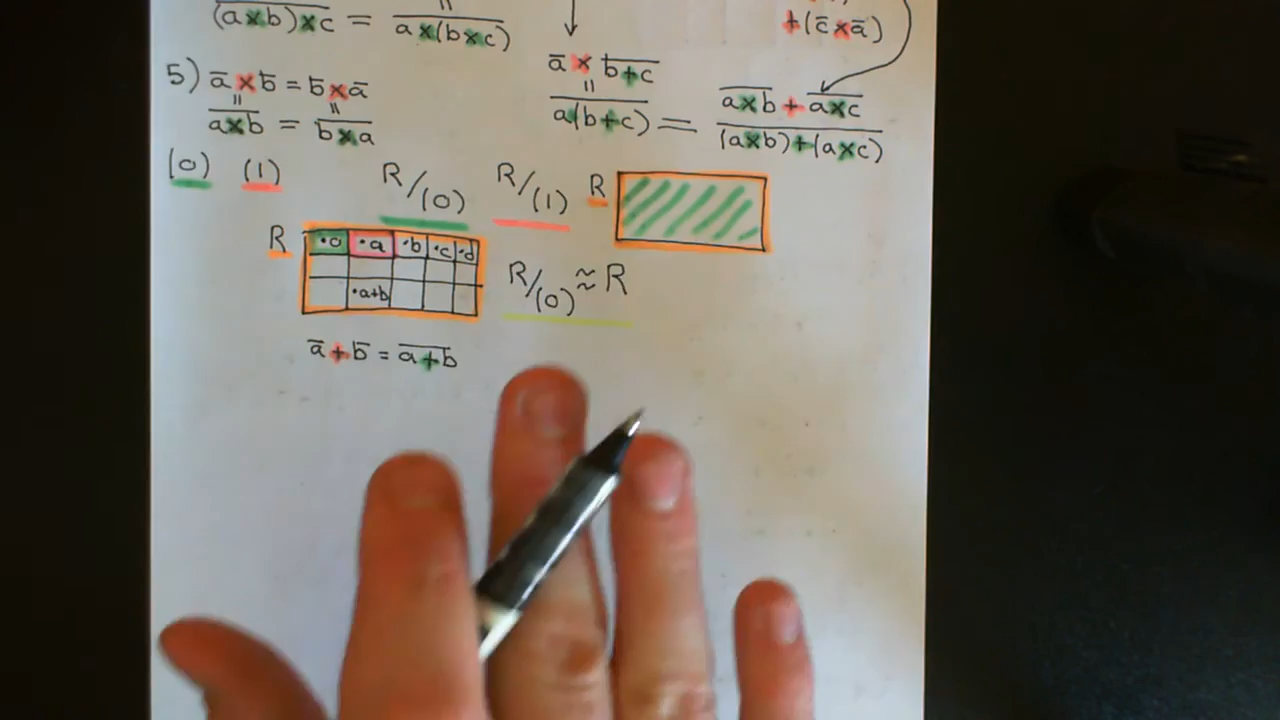 (a×b)×c = a×(b×c)
+(c̄×ā)
5) ā×b̄ = b̄×ā
a×b = b×a
ā × b+c
a(b+c) = (a×b)+(a×c)
a×b + a×c
(0) (1) R/(0) R/(1) R
R •0 •a •b •c •d
•a+b
R/(0) ≈ R
ā+b̄ = a+b